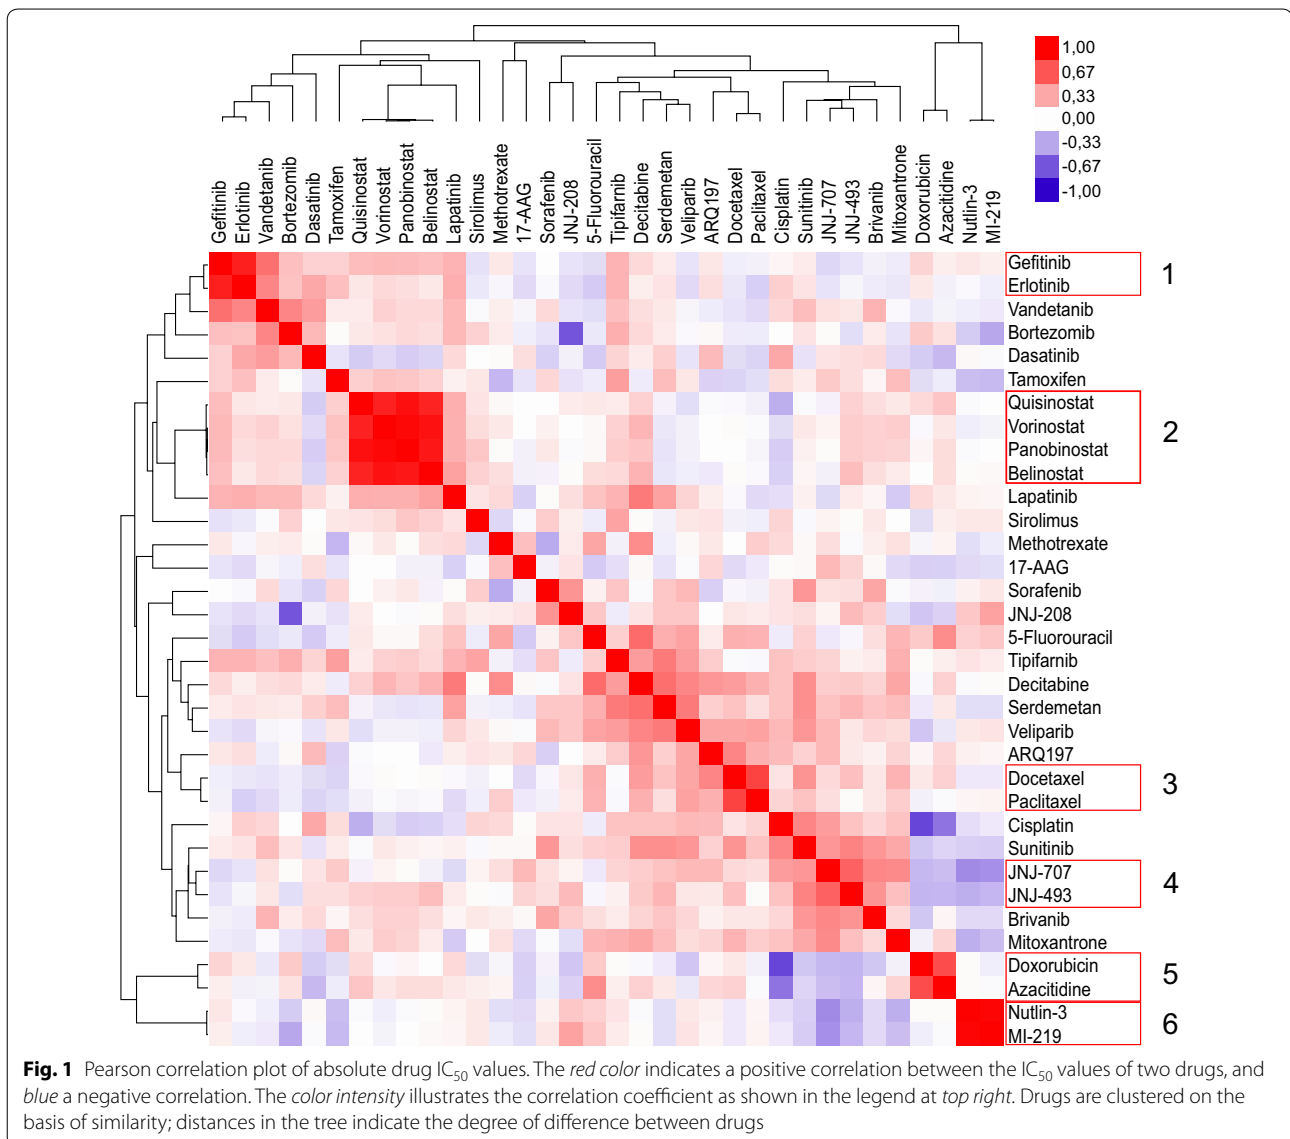 1,00
0,67
0,33
0,00
-0,33
-0,67
-1,00
Gefitinib
Erlotinib
Vandetanib
Bortezomib
Dasatinib
Tamoxifen
Quisinostat
Vorinostat
Panobinostat
Belinostat
Lapatinib
Sirolimus
Methotrexate
17-AAG
Sorafenib
JNJ-208
5-Fluorouracil
Tipifarnib
Decitabine
Serdemetan
Veliparib
ARQ197
Docetaxel
Paclitaxel
Cisplatin
Sunitinib
JNJ-707
JNJ-493
Brivanib
Mitoxantrone
Doxorubicin
Azacitidine
Nutlin-3
MI-219
Gefitinib
Erlotinib
1
Vandetanib
Bortezomib
Dasatinib
Tamoxifen
Quisinostat
Vorinostat
2
Panobinostat
Belinostat
Lapatinib
Sirolimus
Methotrexate
17-AAG
Sorafenib
JNJ-208
5-Fluorouracil
Tipifarnib
Decitabine
Serdemetan
Veliparib
ARQ197
Docetaxel
3
Paclitaxel
Cisplatin
Sunitinib
JNJ-707
4
JNJ-493
Brivanib
Mitoxantrone
Doxorubicin
5
Azacitidine
Nutlin-3
6
MI-219
Fig. 1 Pearson correlation plot of absolute drug IC50 values. The red color indicates a positive correlation between the IC50 values of two drugs, and
blue a negative correlation. The color intensity illustrates the correlation coefficient as shown in the legend at top right. Drugs are clustered on the
basis of similarity; distances in the tree indicate the degree of difference between drugs